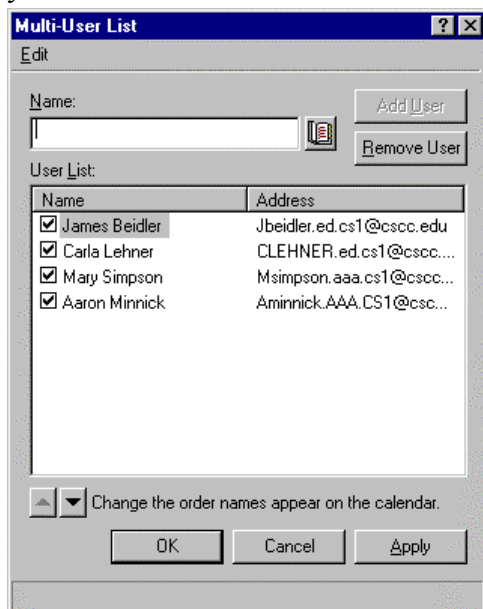 Multi-User List
Edit
Name:
Add User
Remove User
User List:
Name Address
James Beidler Jbeidler.ed.cs1@cscc.edu
Carla Lehner CLEHNER.ed.cs1@cscc....
Mary Simpson Msimpson.aaa.cs1@cscc...
Aaron Minnick Aminnick.AAA.CS1@csc...
Change the order names appear on the calendar.
OK Cancel Apply